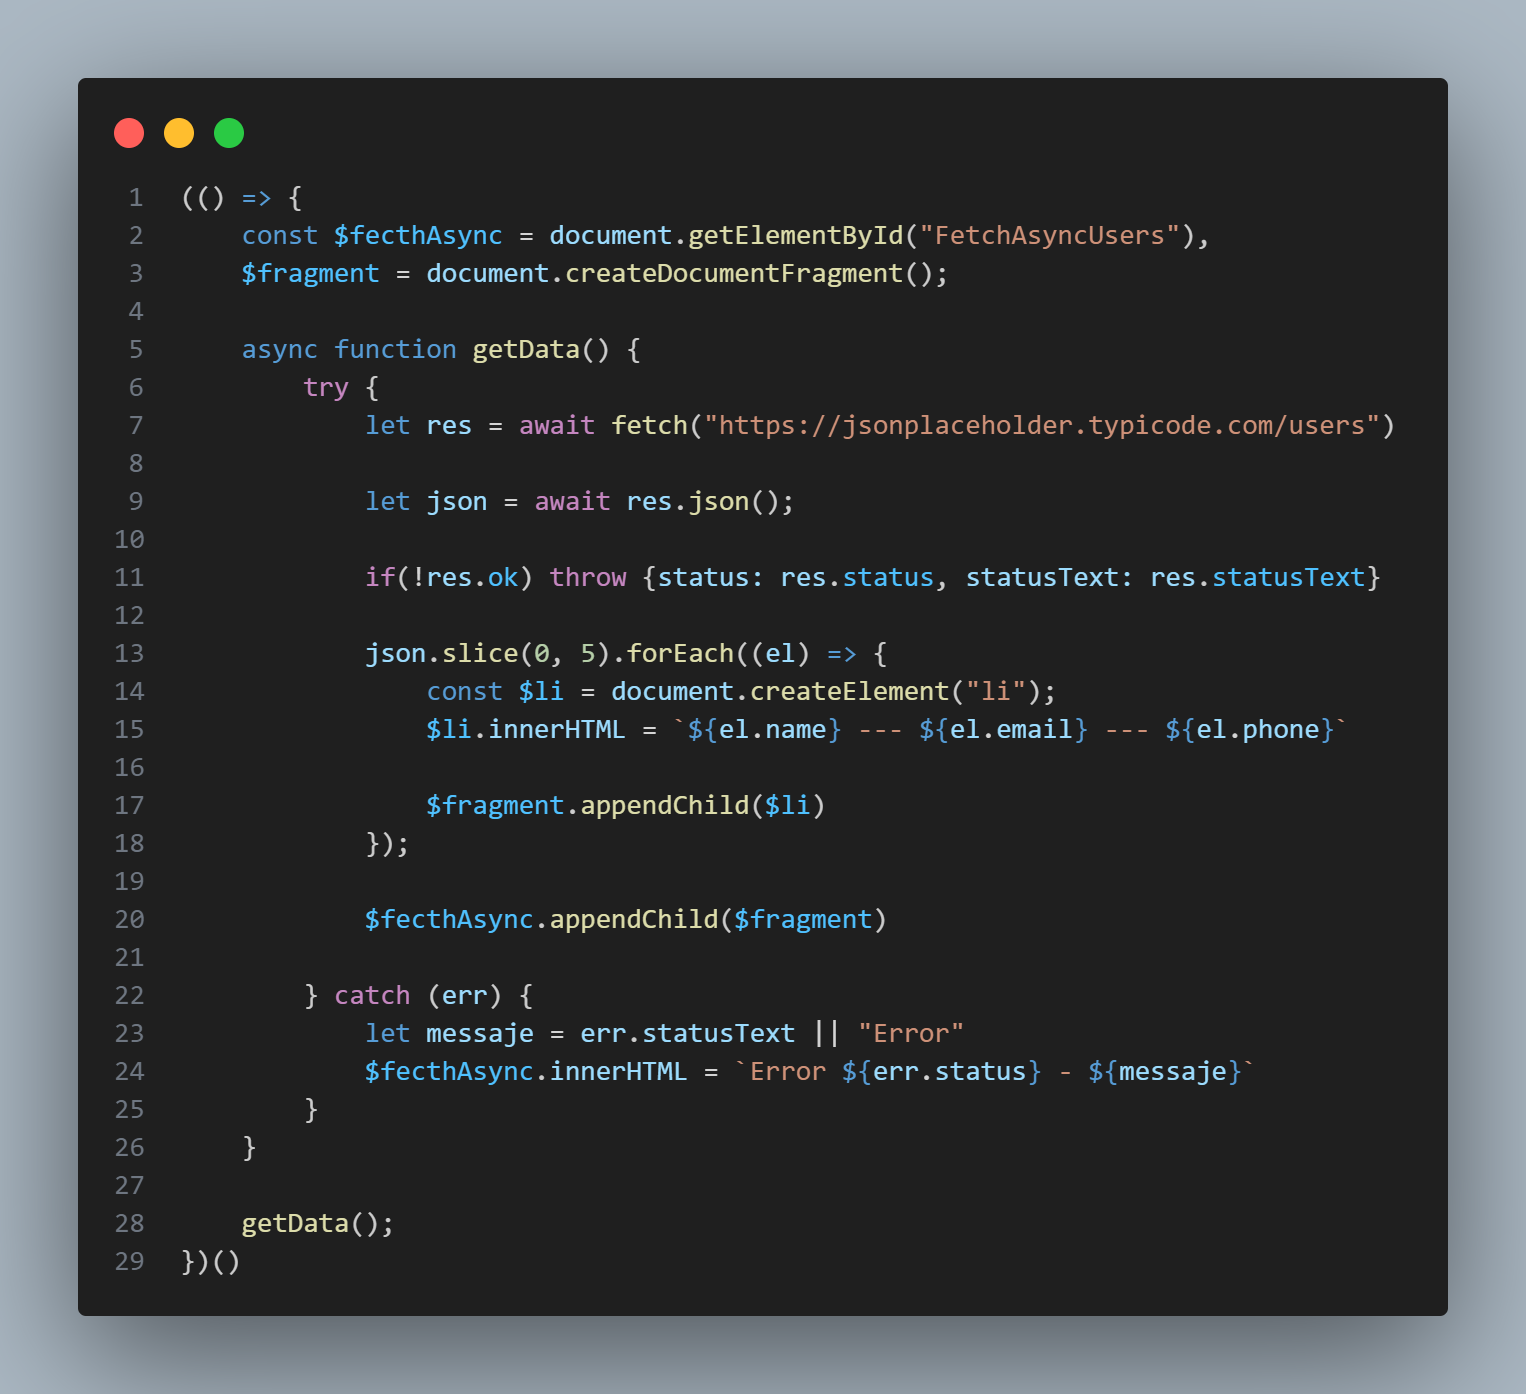 1 (() => {
2 const $fecthAsync = document.getElementById("FetchAsyncUsers"),
3 $fragment = document.createDocumentFragment();
4
5 async function getData() {
6 try {
7 let res = await fetch("https://jsonplaceholder.typicode.com/users")
8
9 let json = await res.json();
10
11 if(!res.ok) throw {status: res.status, statusText: res.statusText}
12
13 json.slice(0, 5).forEach((el) => {
14 const $li = document.createElement("li");
15 $li.innerHTML = `${el.name} --- ${el.email} --- ${el.phone}`
16
17 $fragment.appendChild($li)
18 });
19
20 $fecthAsync.appendChild($fragment)
21
22 } catch (err) {
23 let messaje = err.statusText || "Error"
24 $fecthAsync.innerHTML = `Error ${err.status} - ${messaje}`
25 }
26 }
27
28 getData();
29 })()